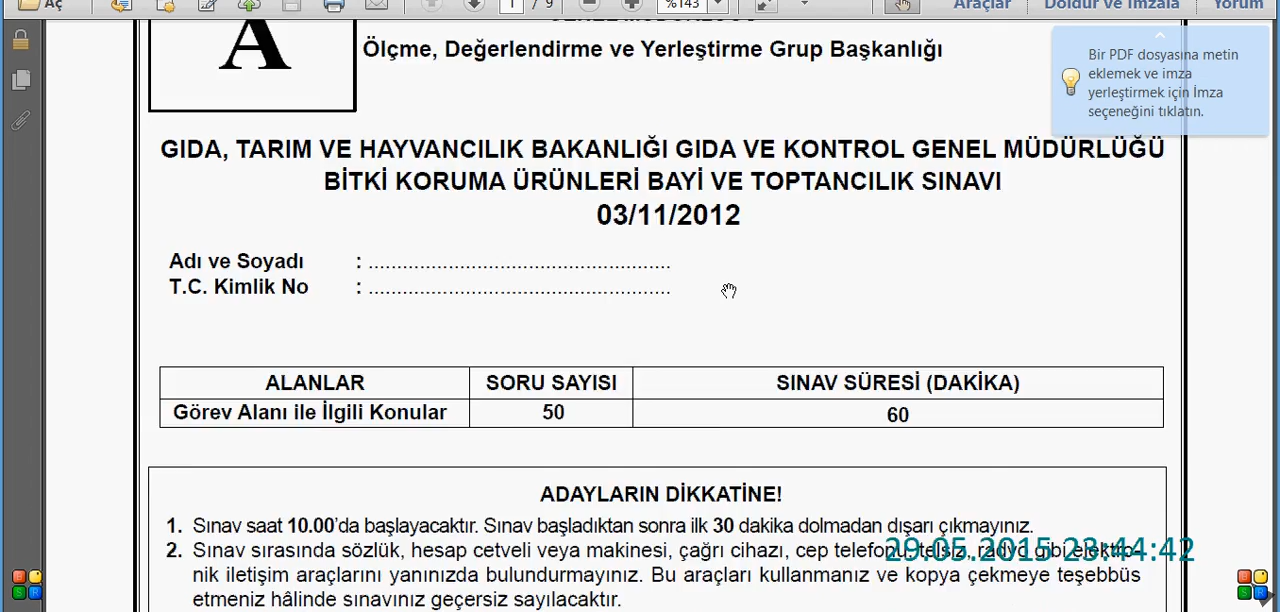 Aç
1 / 9
%143
Araçlar
Doldur ve İmzala
Yorum
A
Ölçme, Değerlendirme ve Yerleştirme Grup Başkanlığı
Bir PDF dosyasına metin
eklemek ve imza
yerleştirmek için İmza
seçeneğini tıklatın.
GIDA, TARIM VE HAYVANCILIK BAKANLIĞI GIDA VE KONTROL GENEL MÜDÜRLÜĞÜ
BİTKİ KORUMA ÜRÜNLERİ BAYİ VE TOPTANCILIK SINAVI
03/11/2012
Adı ve Soyadı : .....................................................
T.C. Kimlik No : .....................................................
ALANLAR SORU SAYISI SINAV SÜRESİ (DAKİKA)
Görev Alanı ile İlgili Konular 50 60
ADAYLARIN DİKKATİNE!
1. Sınav saat 10.00'da başlayacaktır. Sınav başladıktan sonra ilk 30 dakika dolmadan dışarı çıkmayınız.
2. Sınav sırasında sözlük, hesap cetveli veya makinesi, çağrı cihazı, cep telefonu, telsiz, radyo gibi elektro-
29.05.2015 23:44:42
nik iletişim araçlarını yanınızda bulundurmayınız. Bu araçları kullanmanız ve kopya çekmeye teşebbüs
etmeniz hâlinde sınavınız geçersiz sayılacaktır.